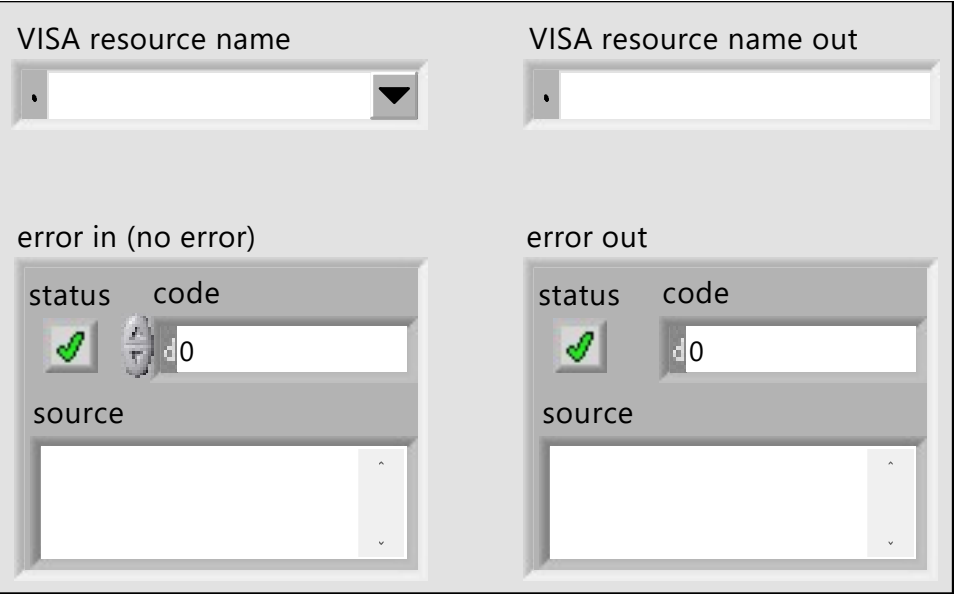 VISA resource name
VISA resource name out
error in (no error)
error out
status code
d 0
source
status code
d 0
source